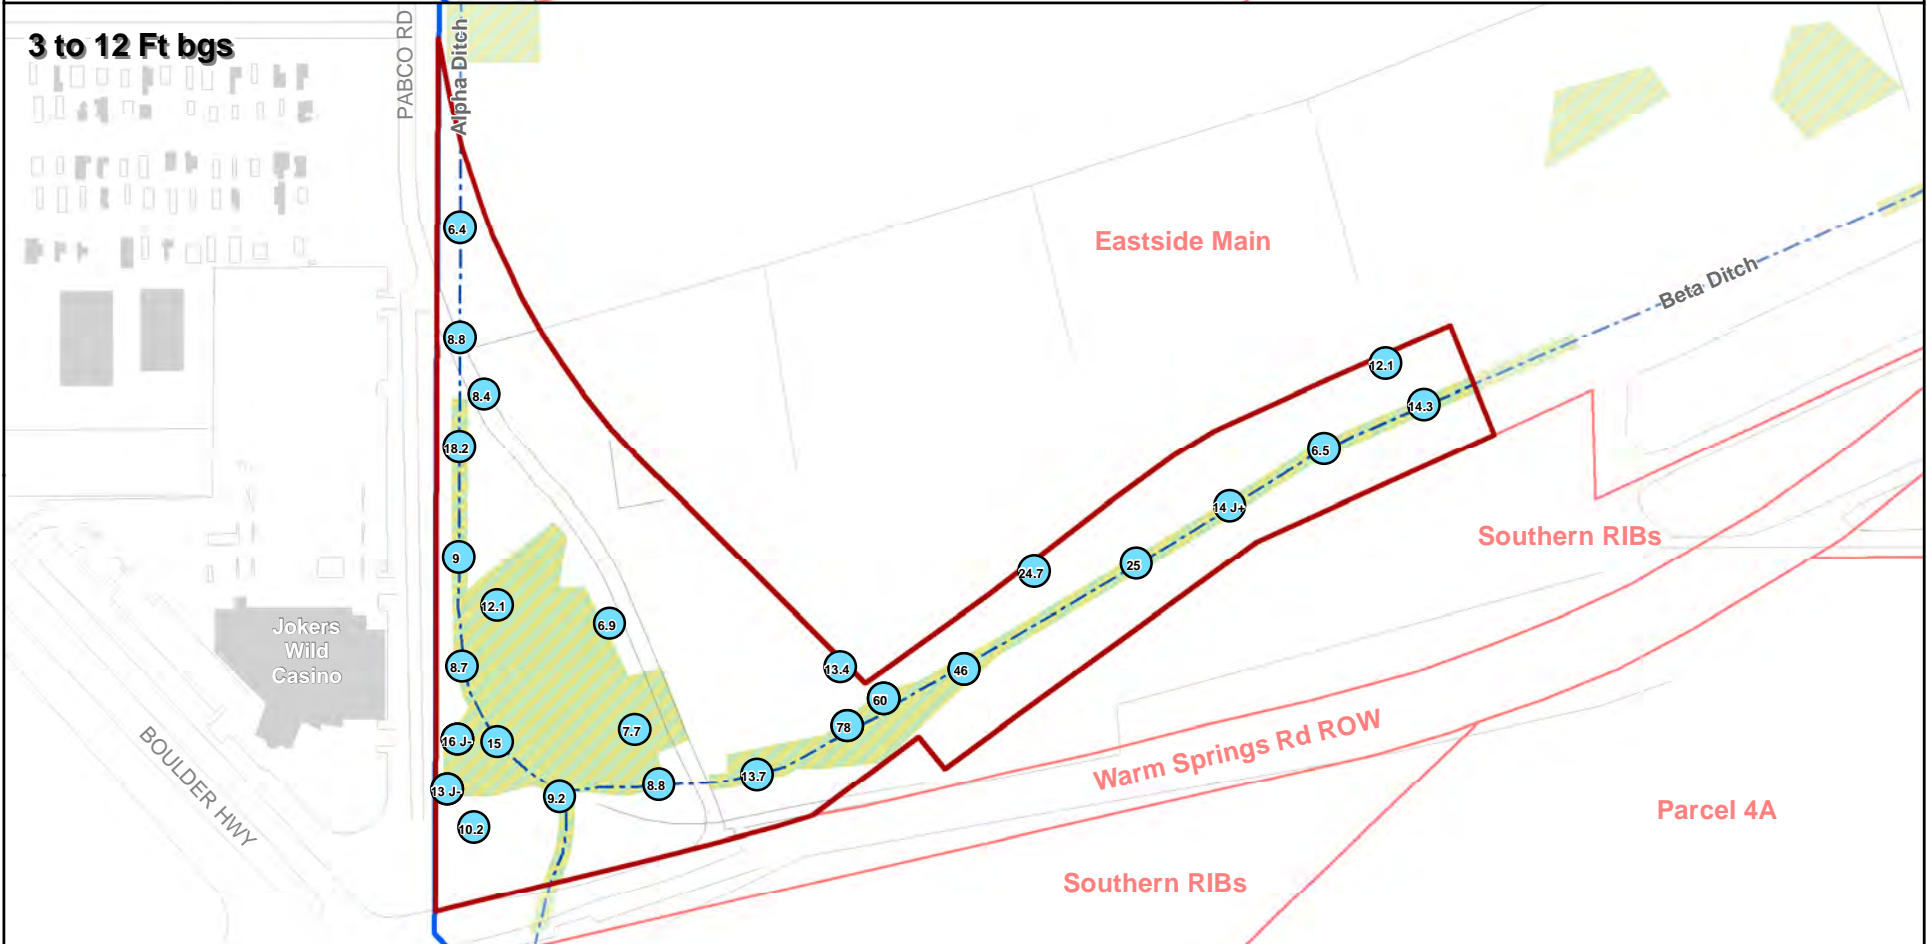 3 to 12 Ft bgs
PABCO RD
Alpha Ditch
6.4
Eastside Main
Beta Ditch
8.8
12.1
8.4
14.3
18.2
6.5
14 J+
Southern RIBs
9
25
24.7
12.1
6.9
Jokers
Wild
Casino
8.7
13.4
46
60
78
7.7
16 J-
15
BOULDER HWY
Warm Springs Rd ROW
13.7
8.8
13 J-
9.2
10.2
Parcel 4A
Southern RIBs